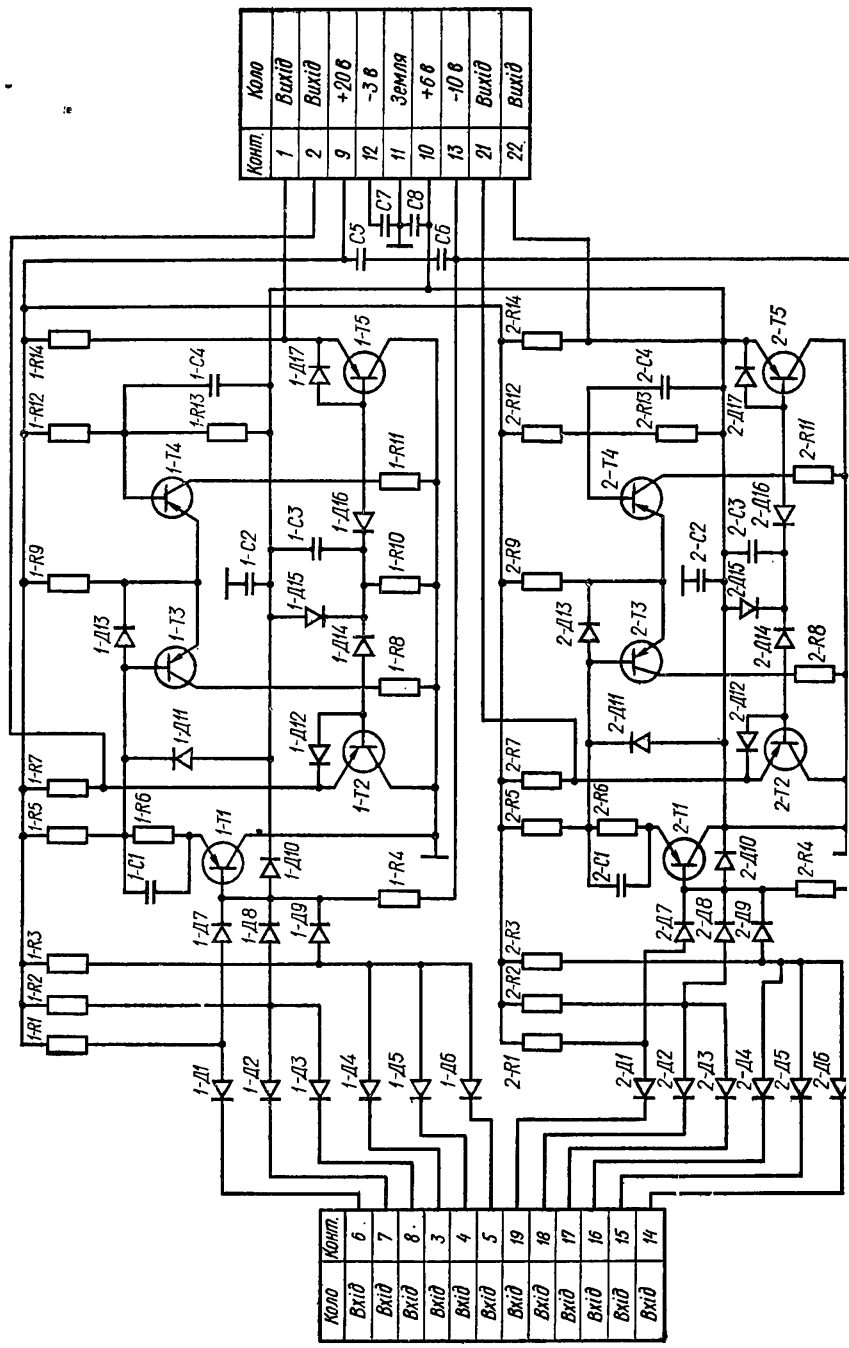 Конт. Коло
1 Вихід
2 Вихід
9 +20 в
12 -3 в
11 Земля
10 +6 в
13 -10 в
21 Вихід
22 Вихід
C5
C7
C8
C6
1-R14
1-R12
1-R9
1-R7
1-R5
1-R3
1-R2
1-R1
1-C4
1-R13
1-Д17
1-T5
1-T4
1-R11
1-Д16
1-C3
1-C2
1-R10
1-Д15
1-Д13
1-T3
1-Д14
1-R8
1-Д11
1-Д12
1-T2
1-R6
1-C1
1-T1
1-Д10
1-R4
1-Д7
1-Д8
1-Д9
1-Д1
1-Д2
1-Д3
1-Д4
1-Д5
1-Д6
2-R14
2-R12
2-R9
2-R7
2-R5
2-R3
2-R2
2-R1
2-C4
2-R13
2-Д17
2-T5
2-T4
2-R11
2-Д16
2-C3
2-C2
2-Д15
2-Д13
2-T3
2-Д14
2-R8
2-Д11
2-Д12
2-T2
2-R6
2-C1
2-T1
2-Д10
2-R4
2-Д7
2-Д8
2-Д9
2-Д1
2-Д2
2-Д3
2-Д4
2-Д5
2-Д6
Коло Конт.
Вхід 6
Вхід 7
Вхід 8
Вхід 3
Вхід 4
Вхід 5
Вхід 19
Вхід 18
Вхід 17
Вхід 16
Вхід 15
Вхід 14